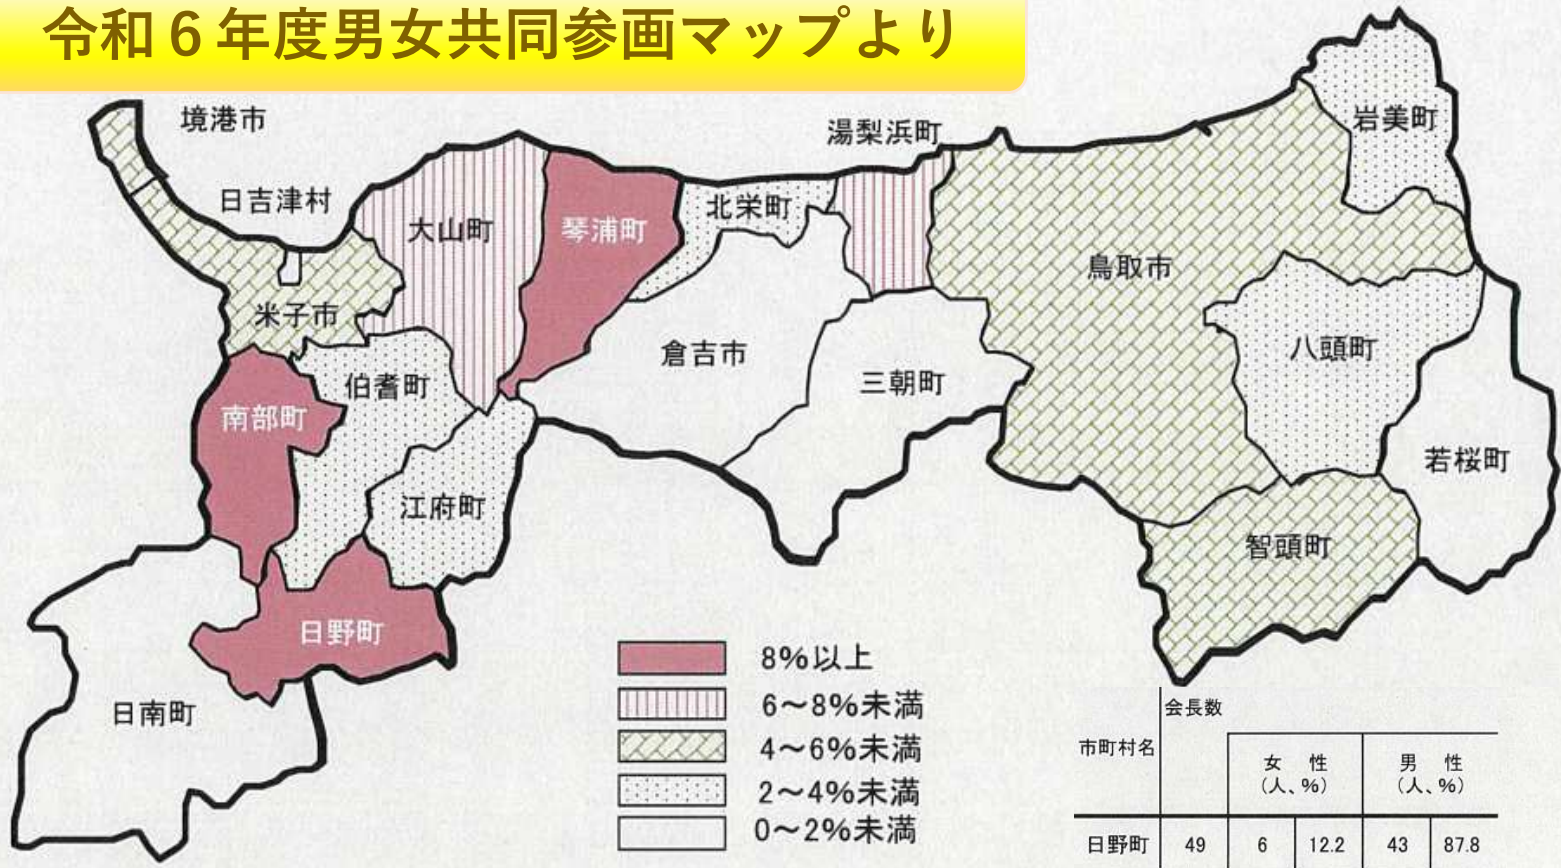 令和６年度男女共同参画マップより
境港市
湯梨浜町
岩美町
日吉津村
大山町
琴浦町
北栄町
鳥取市
米子市
倉吉市
八頭町
伯耆町
三朝町
南部町
若桜町
江府町
智頭町
日野町
日南町
8%以上
6～8%未満
4～6%未満
2～4%未満
0～2%未満
会長数
市町村名
女　性
（人、%）
男　性
（人、%）
日野町 49 6 12.2 43 87.8